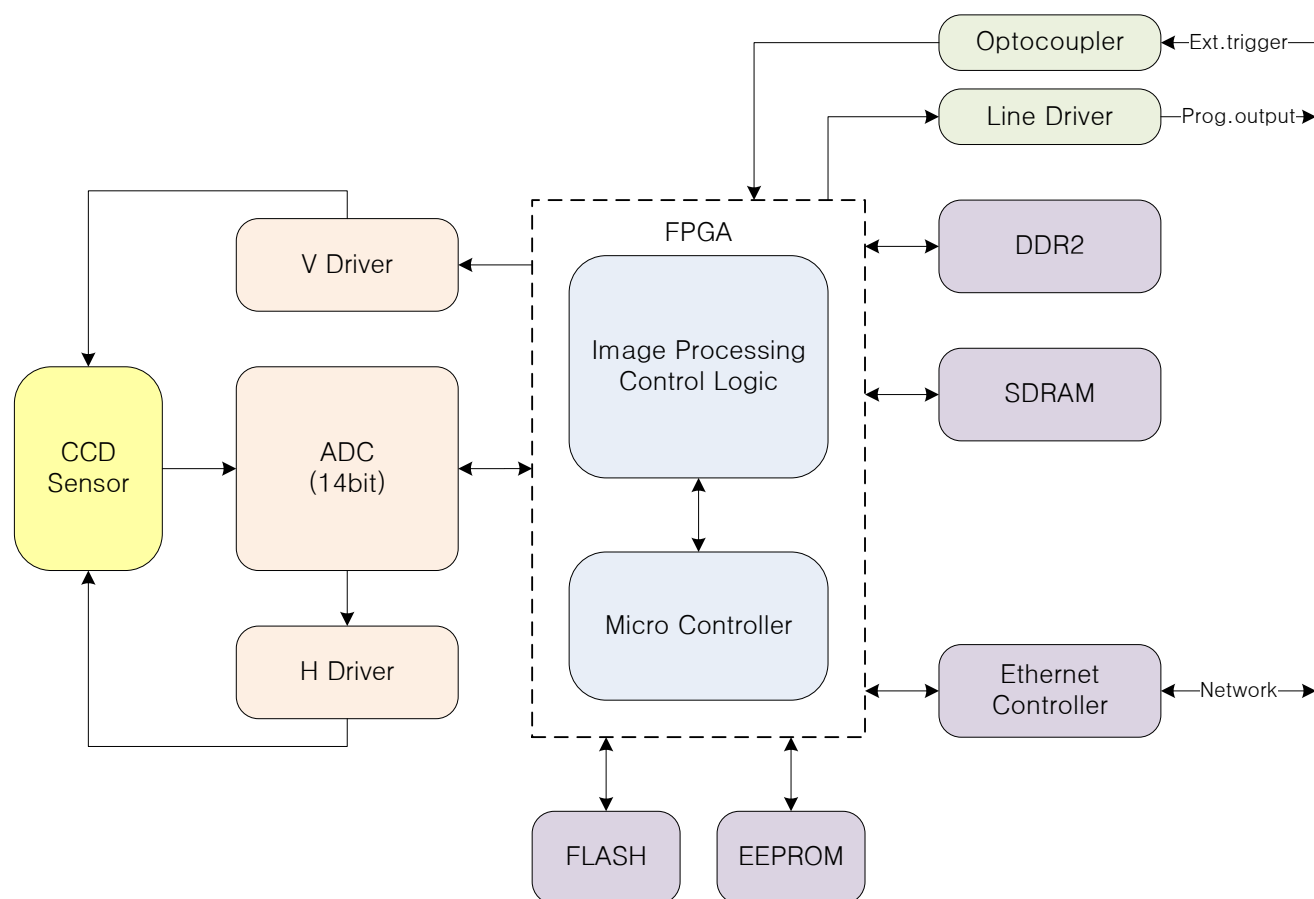 Optocoupler
Ext.trigger
Line Driver
Prog.output
FPGA
V Driver
DDR2
Image Processing
Control Logic
SDRAM
CCD
Sensor
ADC
(14bit)
Micro Controller
H Driver
Ethernet
Controller
Network
FLASH
EEPROM